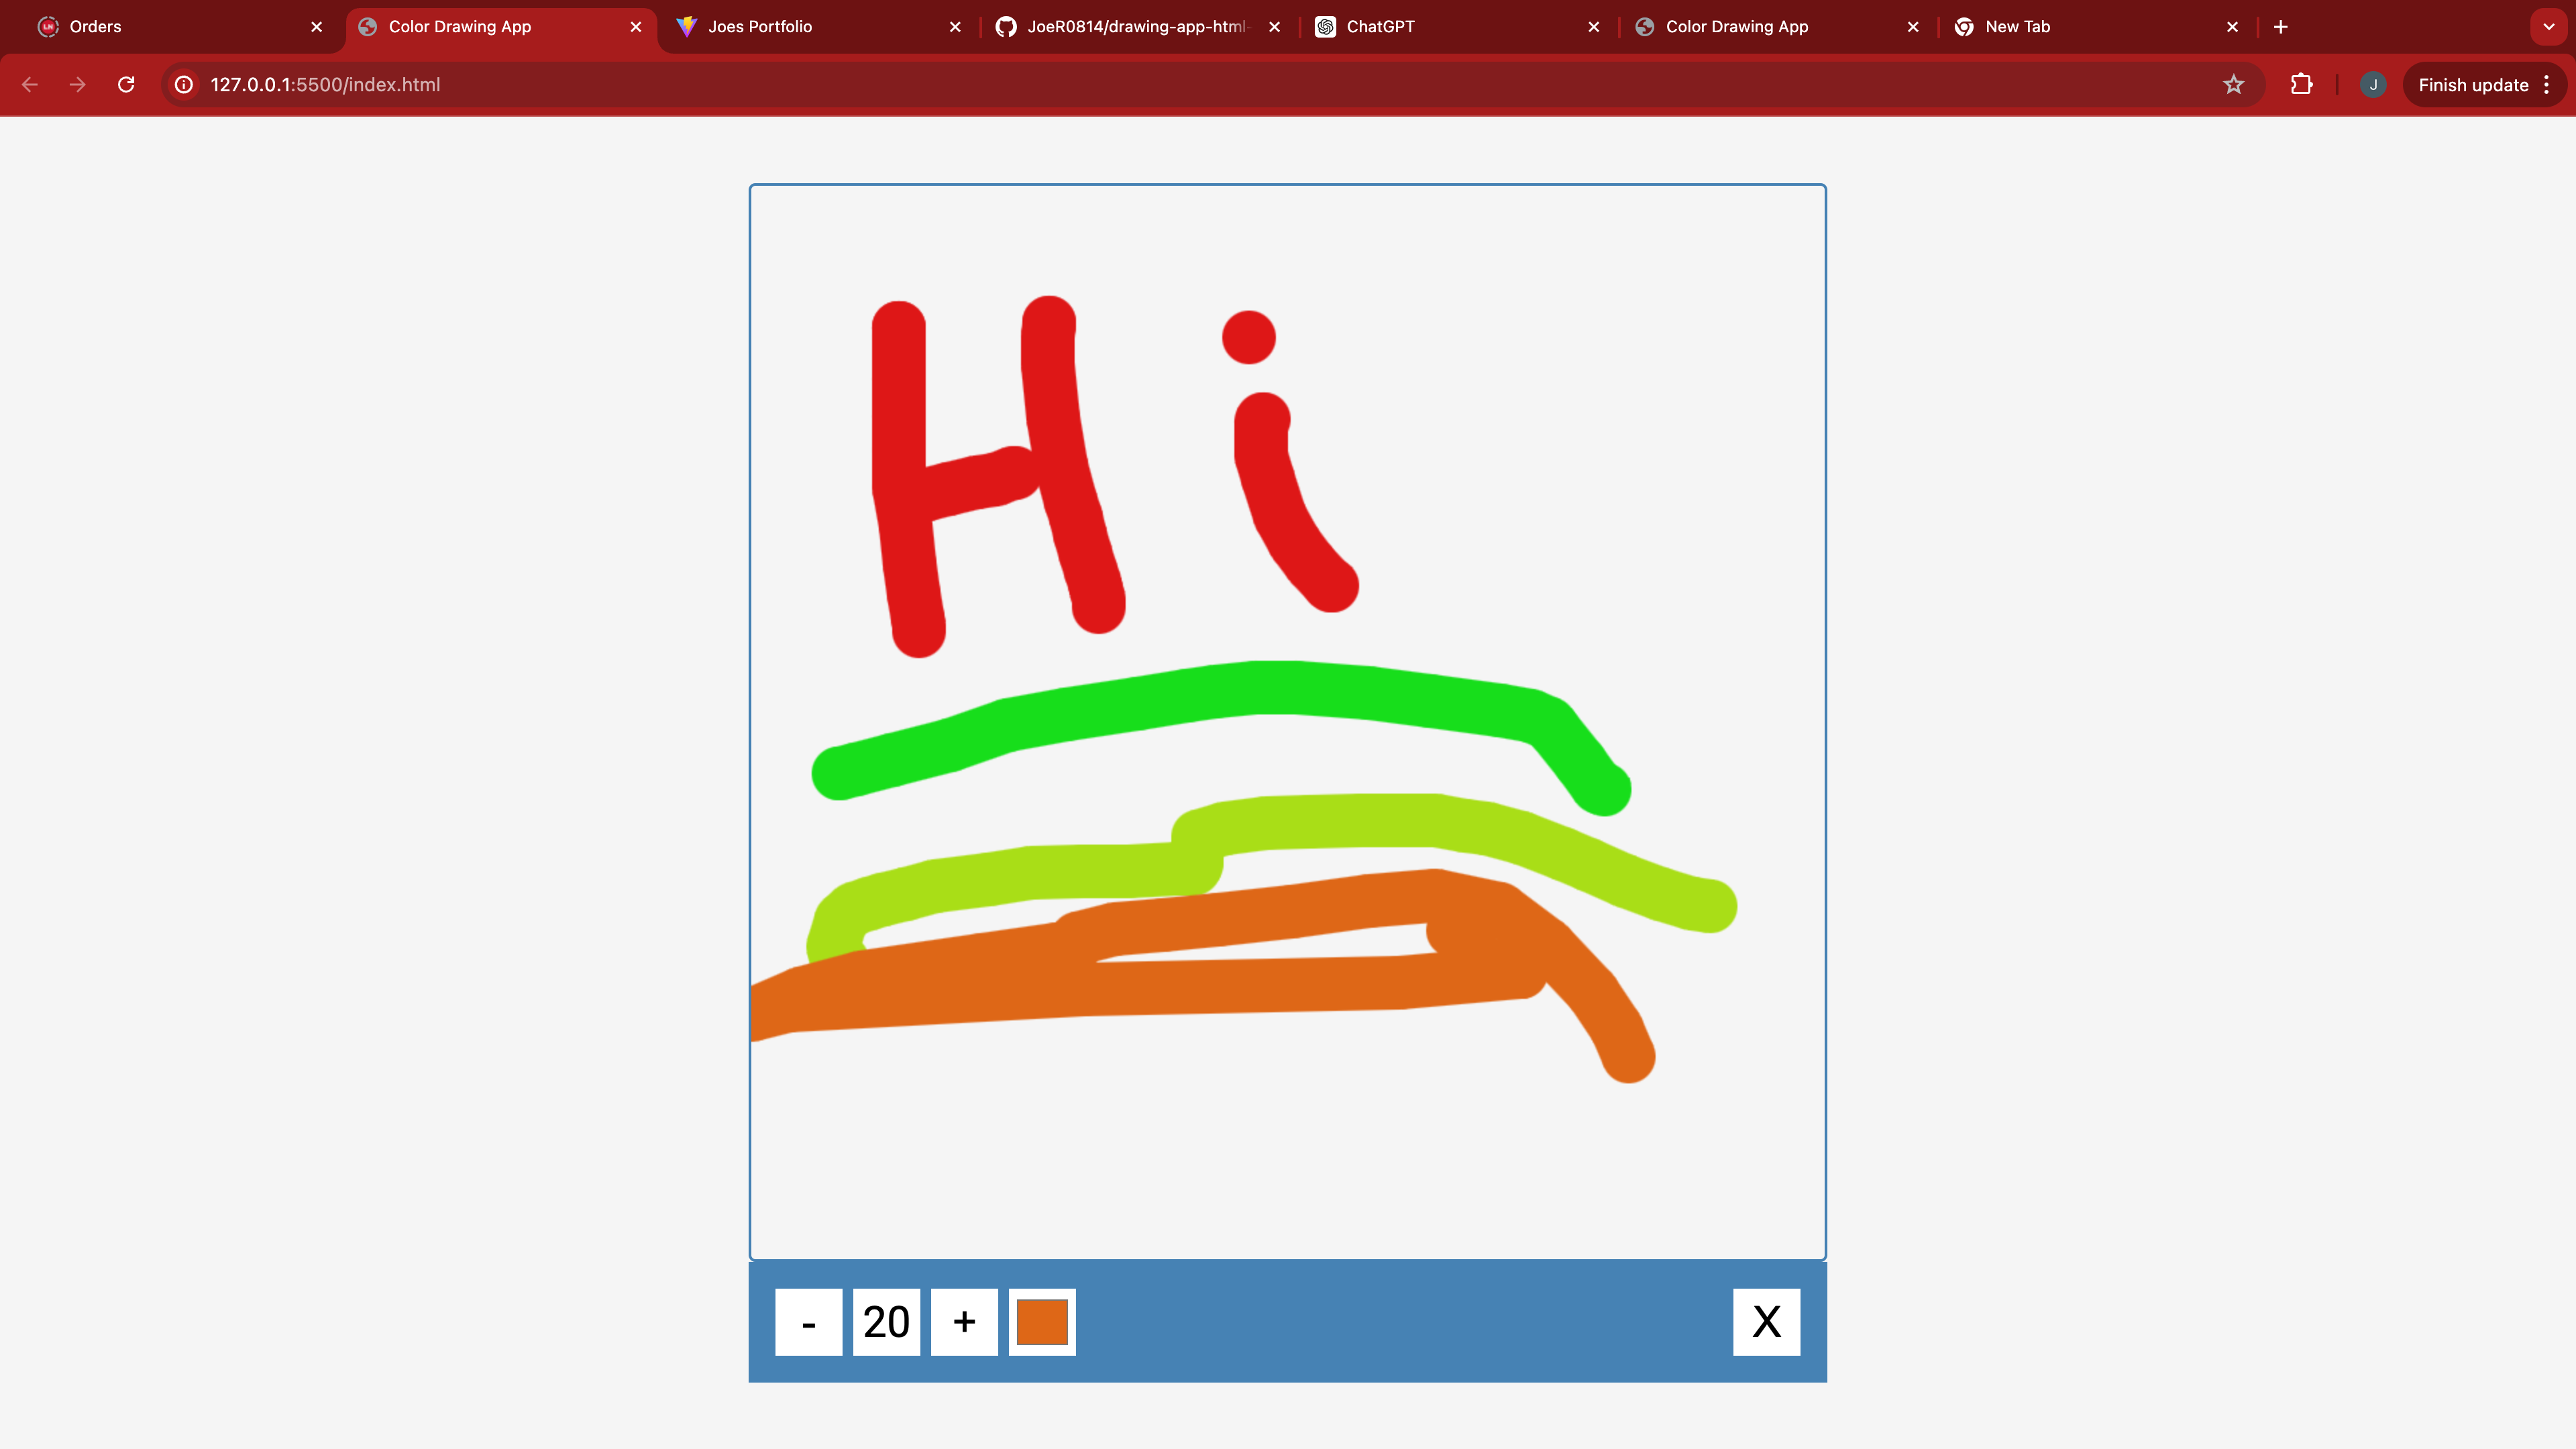 Orders
Color Drawing App
Joes Portfolio
JoeR0814/drawing-app-html-
ChatGPT
Color Drawing App
New Tab
127.0.0.1:5500/index.html
J
Finish update
Hi
- 20 + X